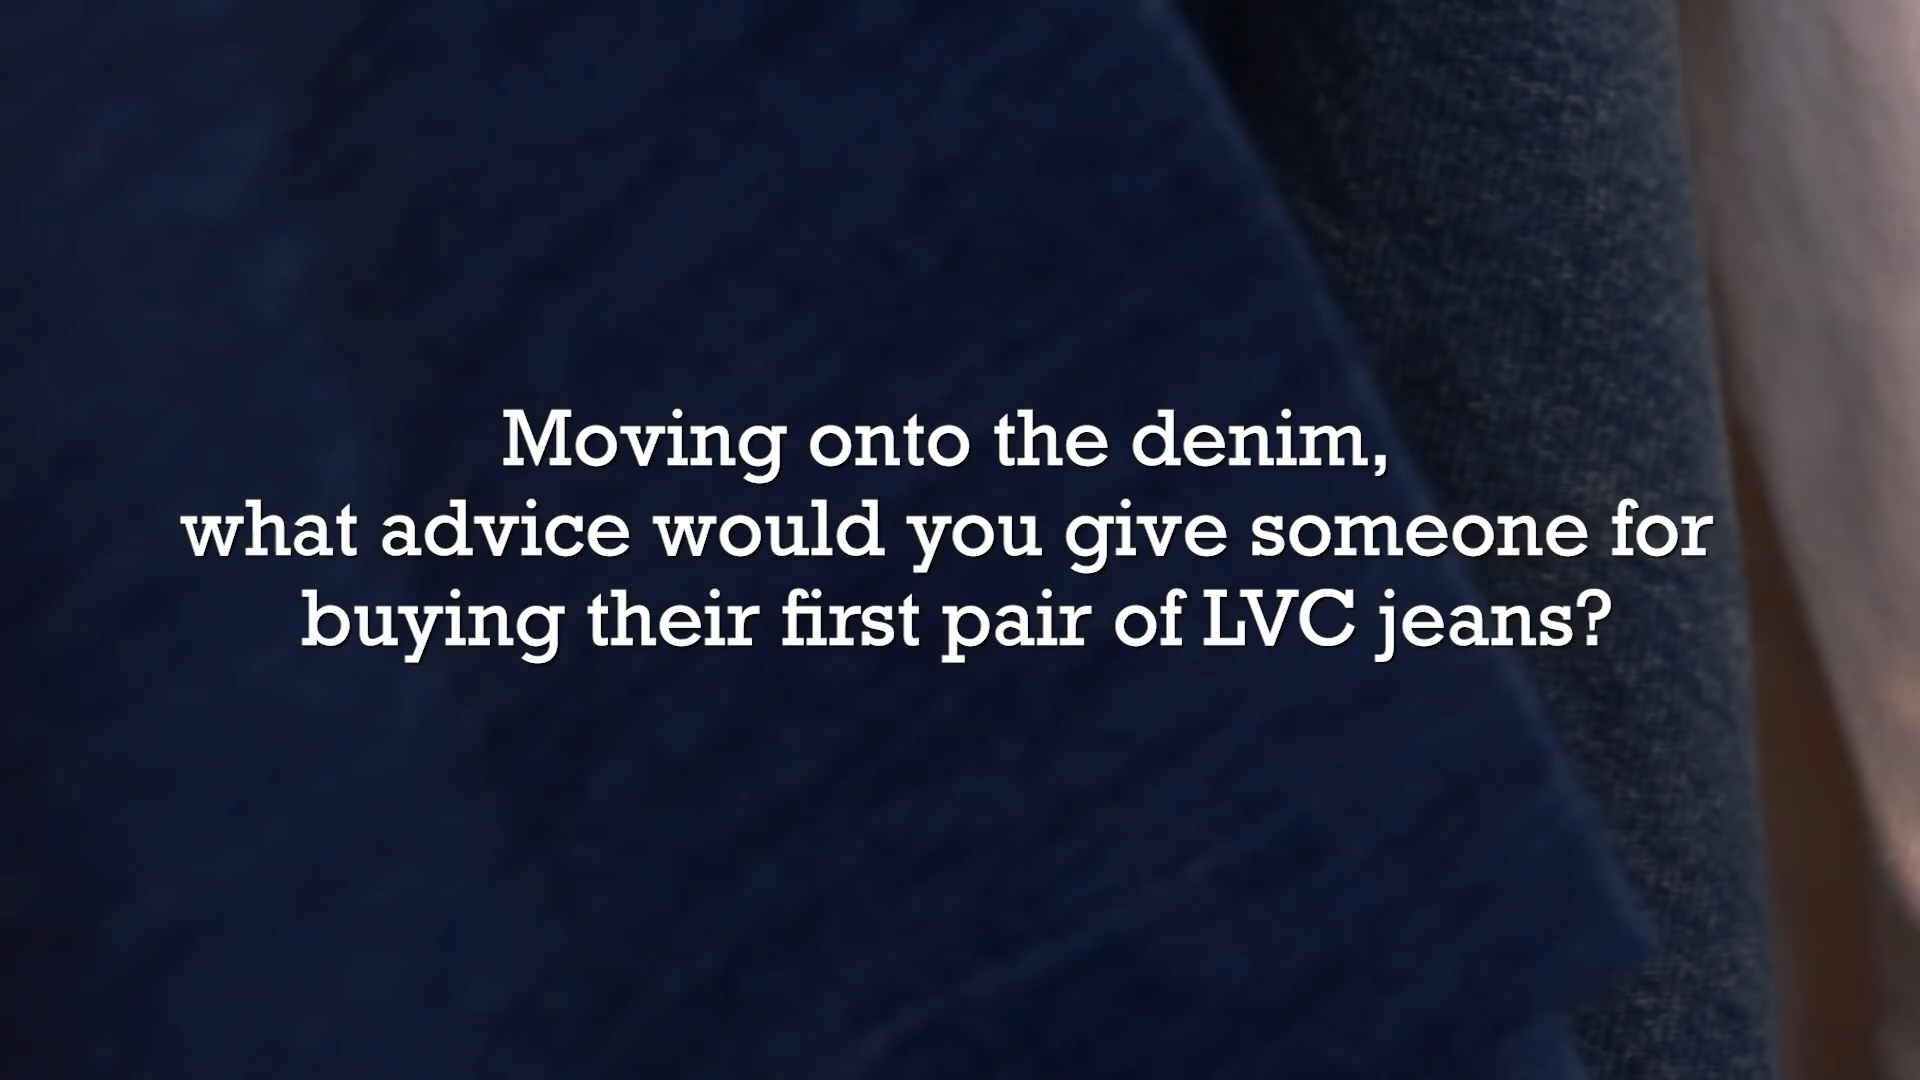 Moving onto the denim,
what advice would you give someone for
buying their first pair of LVC jeans?